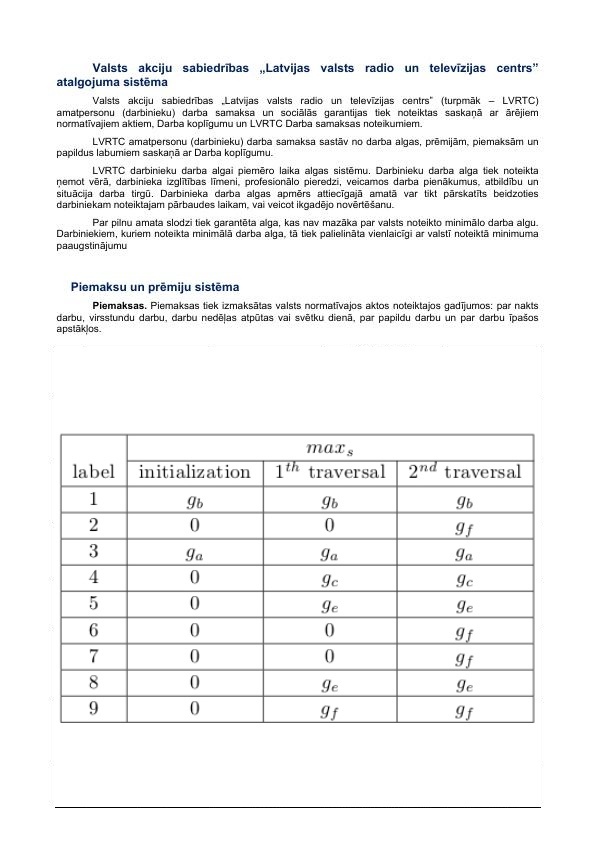 Valsts akciju sabiedrības „Latvijas valsts radio un televīzijas centrs”
atalgojuma sistēma
Valsts akciju sabiedrības „Latvijas valsts radio un televīzijas centrs” (turpmāk – LVRTC)
amatpersonu (darbinieku) darba samaksa un sociālās garantijas tiek noteiktas saskaņā ar ārējiem
normatīvajiem aktiem, Darba koplīgumu un LVRTC Darba samaksas noteikumiem.
LVRTC amatpersonu (darbinieku) darba samaksa sastāv no darba algas, prēmijām, piemaksām un
papildus labumiem saskaņā ar Darba koplīgumu.
LVRTC darbinieku darba algai piemēro laika algas sistēmu. Darbinieku darba alga tiek noteikta
ņemot vērā, darbinieka izglītības līmeni, profesionālo pieredzi, veicamos darba pienākumus, atbildību un
situācija darba tirgū. Darbinieka darba algas apmērs attiecīgajā amatā var tikt pārskatīts beidzoties
darbiniekam noteiktajam pārbaudes laikam, vai veicot ikgadējo novērtēšanu.
Par pilnu amata slodzi tiek garantēta alga, kas nav mazāka par valsts noteikto minimālo darba algu.
Darbiniekiem, kuriem noteikta minimālā darba alga, tā tiek palielināta vienlaicīgi ar valstī noteiktā minimuma
paaugstinājumu
Piemaksu un prēmiju sistēma
Piemaksas. Piemaksas tiek izmaksātas valsts normatīvajos aktos noteiktajos gadījumos: par nakts
darbu, virsstundu darbu, darbu nedēļas atpūtas vai svētku dienā, par papildu darbu un par darbu īpašos
apstākļos.
max_s
label initialization 1^th traversal 2^nd traversal
1 g_b g_b g_b
2 0 0 g_f
3 g_a g_a g_a
4 0 g_c g_c
5 0 g_e g_e
6 0 0 g_f
7 0 0 g_f
8 0 g_e g_e
9 0 g_f g_f